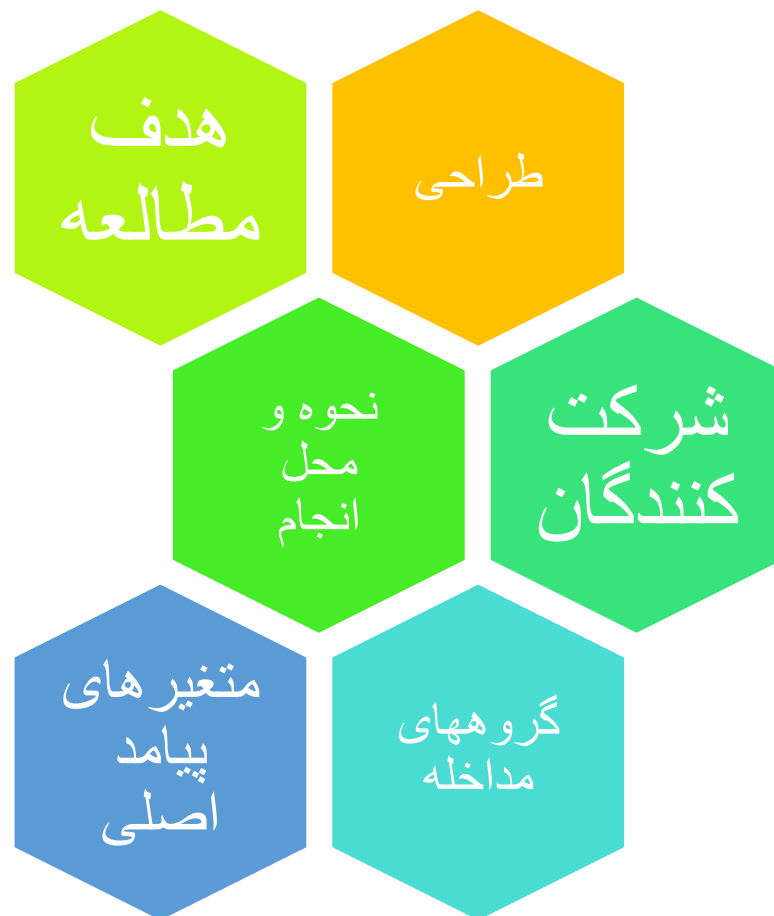 هدف
مطالعه
طراحی
نحوه و
محل
انجام
شرکت
کنندگان
متغیرهای
پیامد
اصلی
گروههای
مداخله